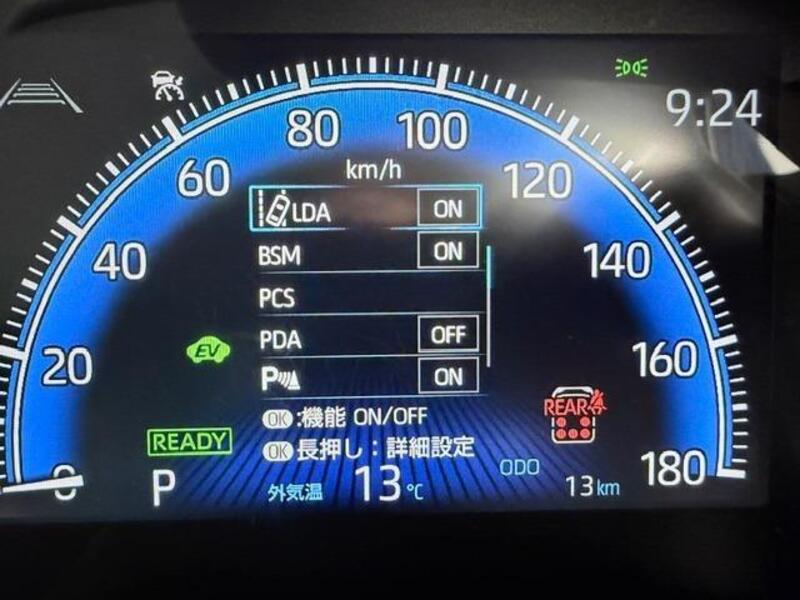 9:24
80 100
km/h
60 120
LDA ON
BSM ON
40 140
PCS
PDA OFF
EV
20 160
P ON
REAR
OK:機能 ON/OFF
READY
OK長押し：詳細設定
0 180
P
外気温 13℃
ODO 13km